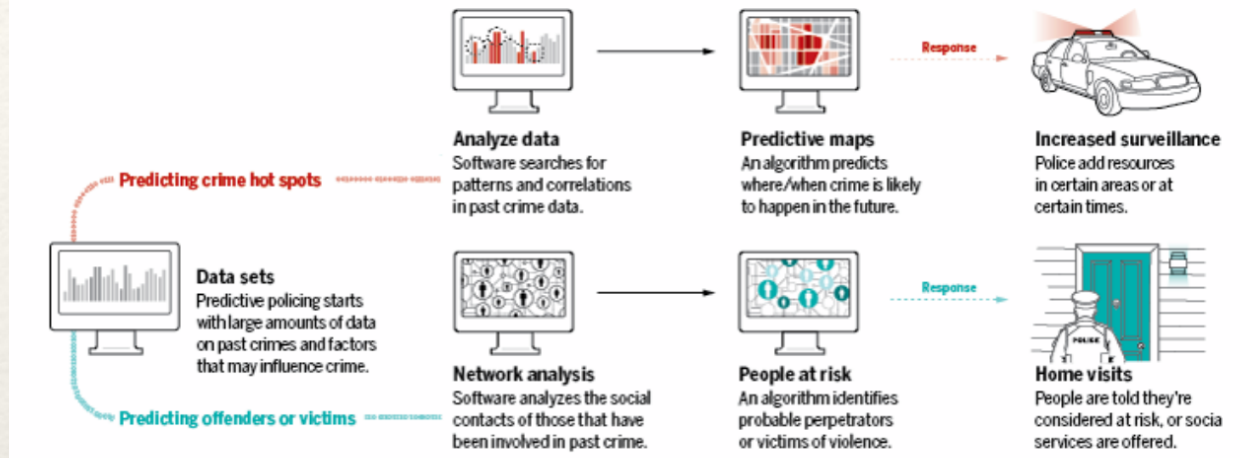 Response
Analyze data
Software searches for
patterns and correlations
in past crime data.
Predictive maps
An algorithm predicts
where/when crime is likely
to happen in the future.
Increased surveillance
Police add resources
in certain areas or at
certain times.
Predicting crime hot spots
Data sets
Predictive policing starts
with large amounts of data
on past crimes and factors
that may influence crime.
Predicting offenders or victims
Response
POLICE
Network analysis
Software analyzes the social
contacts of those that have
been involved in past crime.
People at risk
An algorithm identifies
probable perpetrators
or victims of violence.
Home visits
People are told they're
considered at risk, or socia
services are offered.